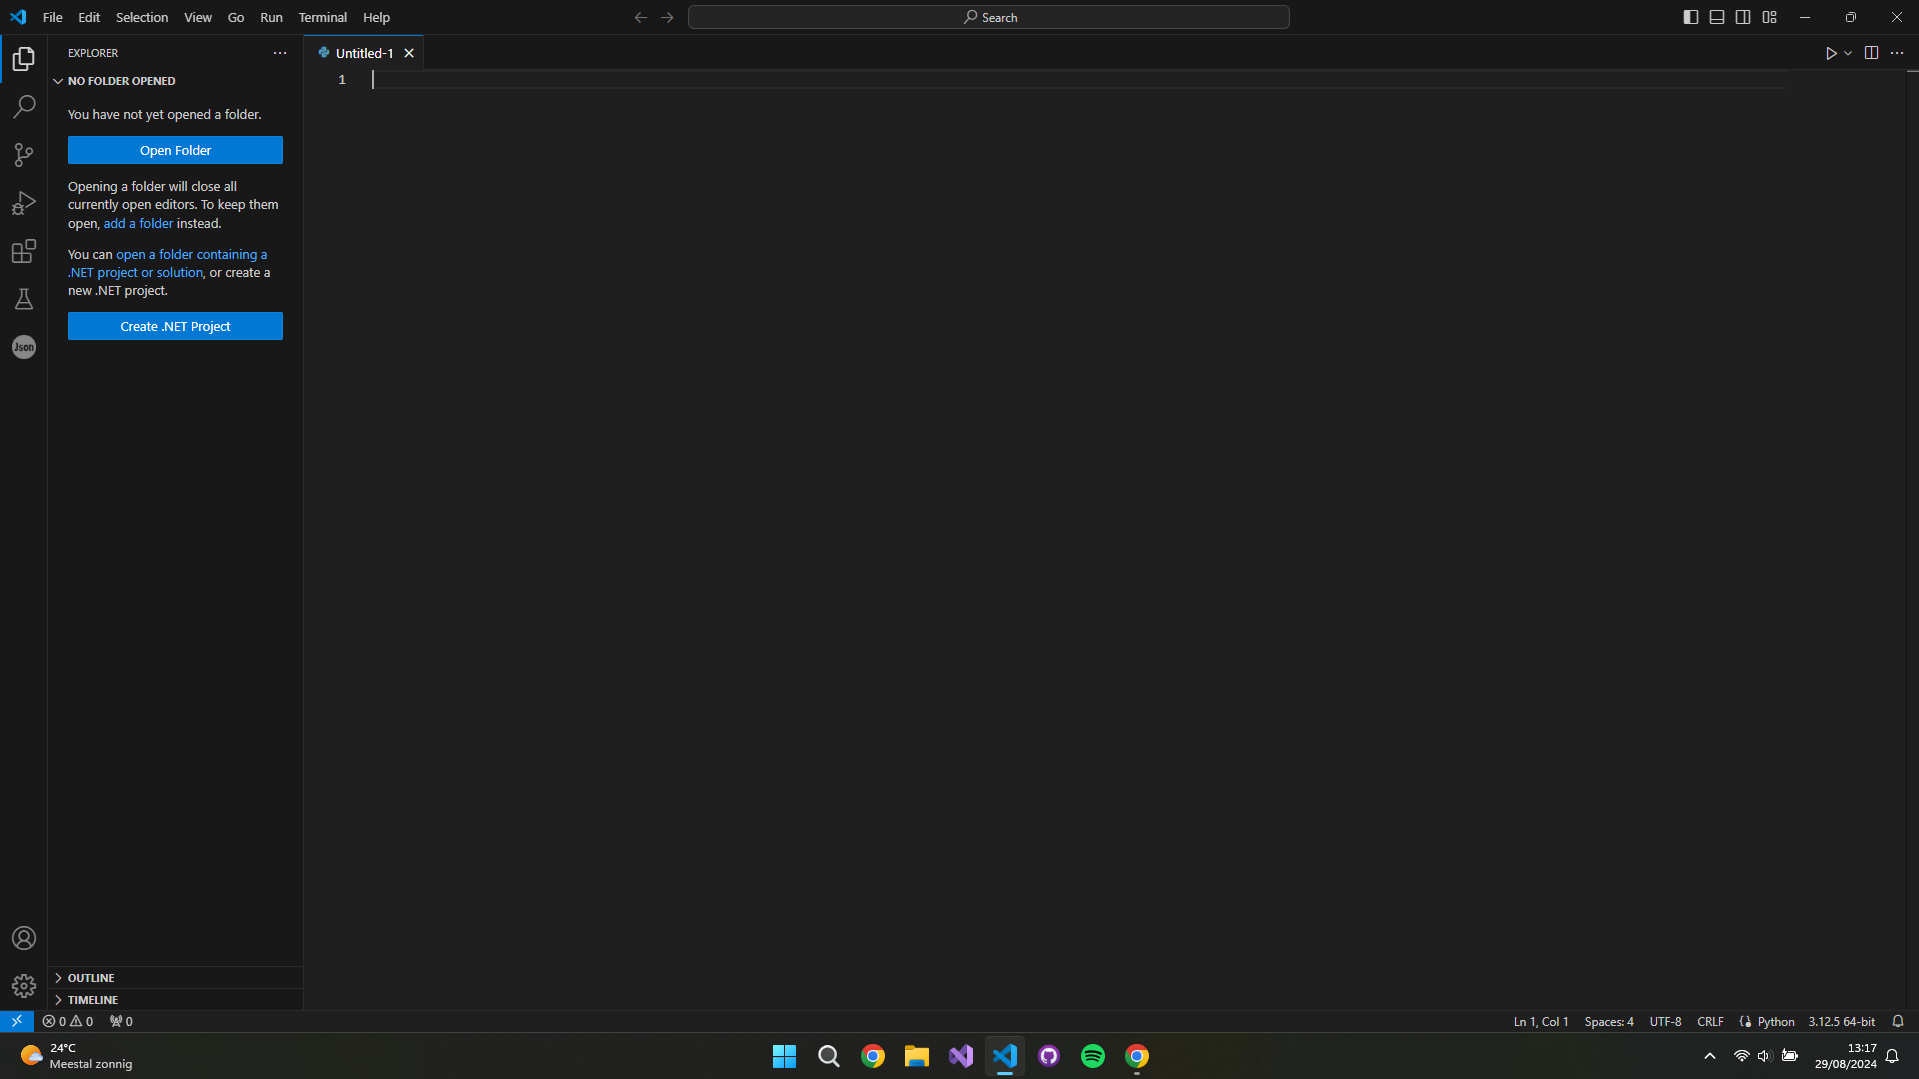 File Edit Selection View Go Run Terminal Help
Search
EXPLORER
Untitled-1
NO FOLDER OPENED
1
You have not yet opened a folder.
Open Folder
Opening a folder will close all
currently open editors. To keep them
open, add a folder instead.
You can open a folder containing a
.NET project or solution, or create a
new .NET project.
Create .NET Project
Json
OUTLINE
TIMELINE
0 0 0
Ln 1, Col 1 Spaces: 4 UTF-8 CRLF Python 3.12.5 64-bit
24°C
Meestal zonnig
13:17
29/08/2024